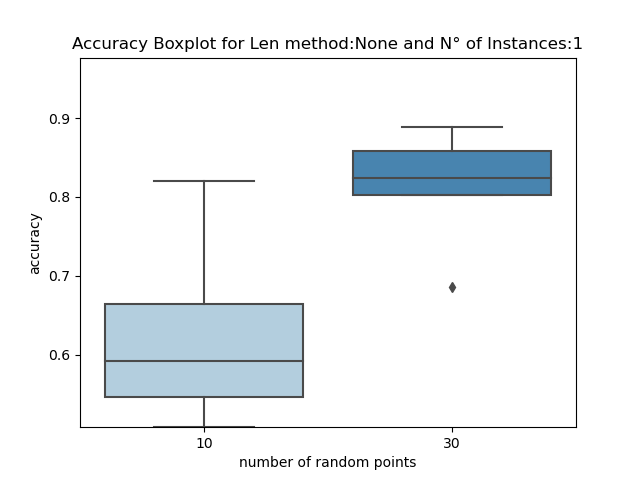 Accuracy Boxplot for Len method:None and N° of Instances:1
0.9
0.8
0.7
0.6
accuracy
10
30
number of random points